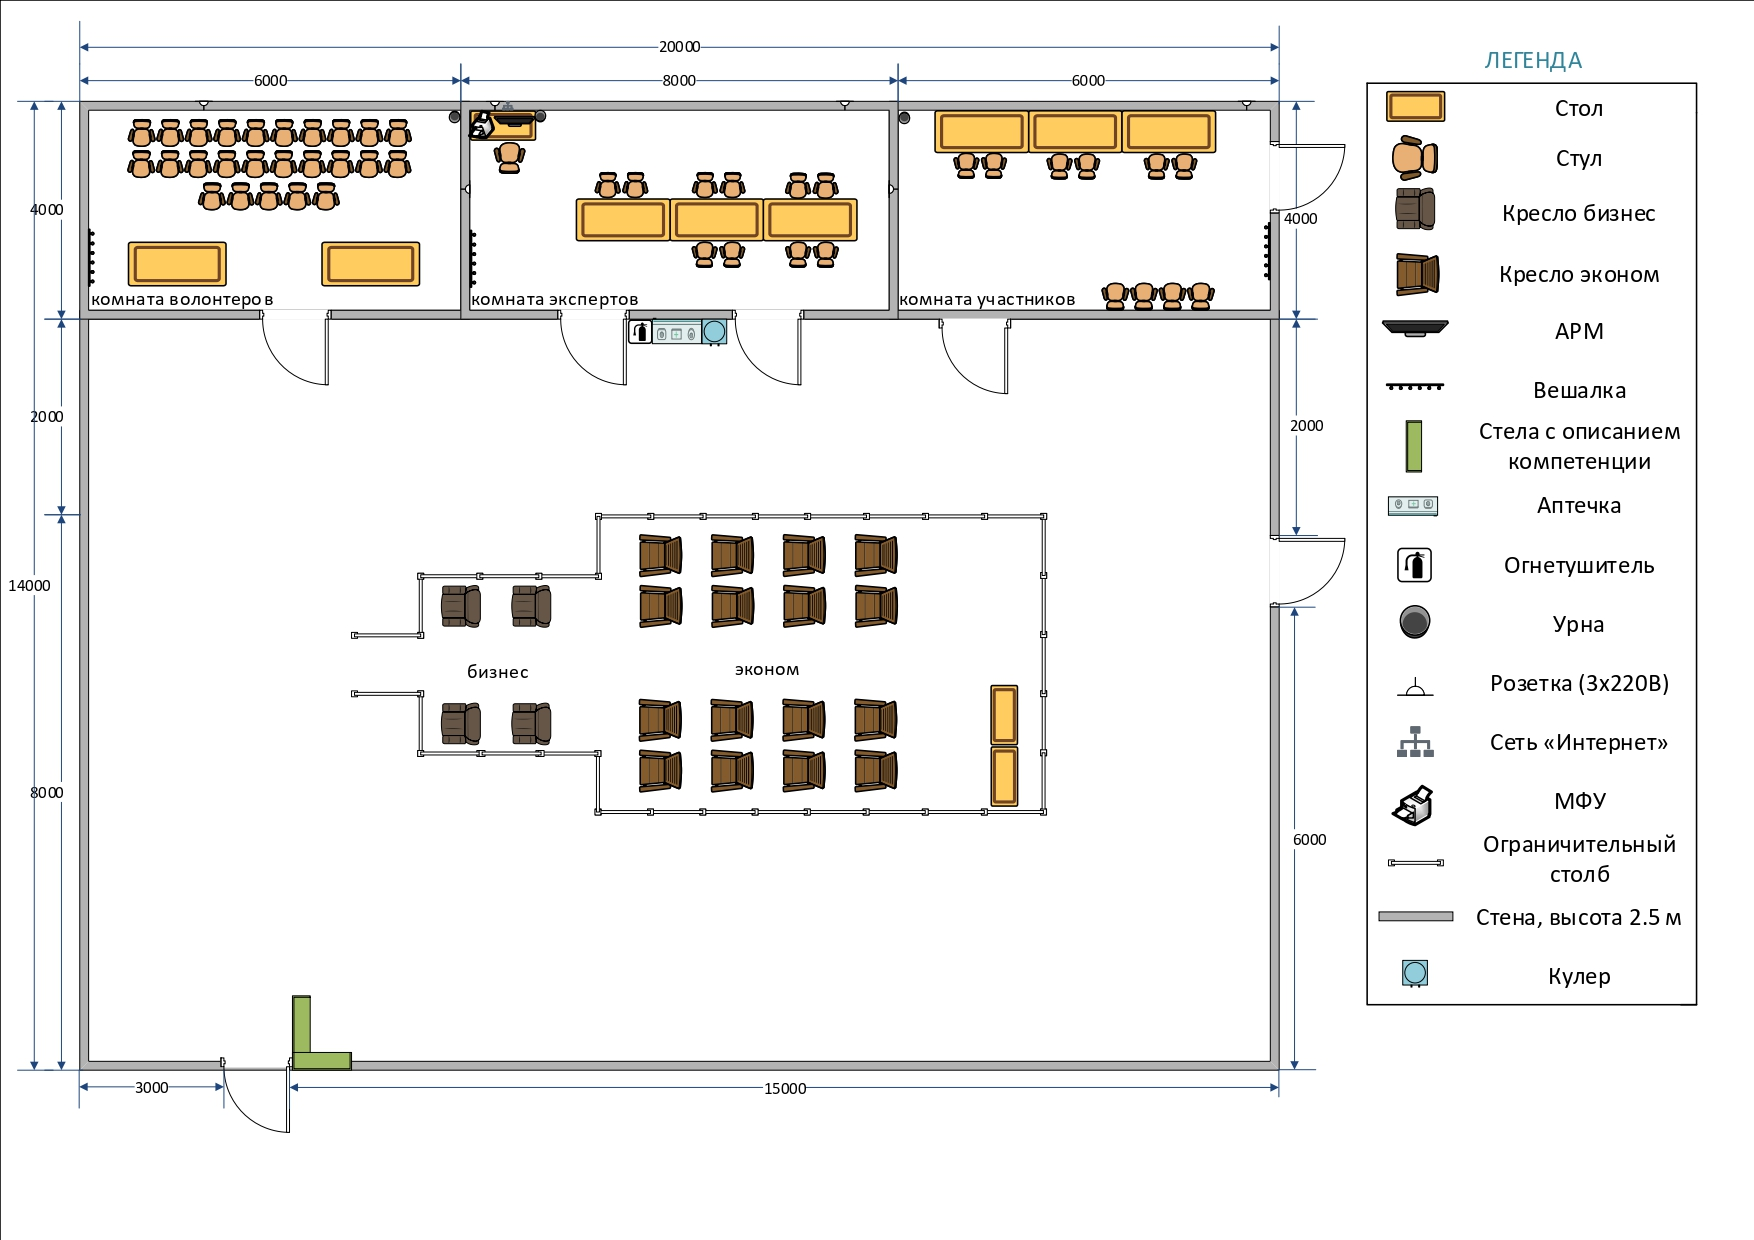 20000
6000
8000
6000
ЛЕГЕНДА
Стол
Стул
4000
4000
Кресло бизнес
Кресло эконом
комната волонтеров
комната экспертов
комната участников
АРМ
Вешалка
2000
2000
Стела с описанием
компетенции
Аптечка
Огнетушитель
14000
Урна
бизнес
эконом
Розетка (3х220В)
Сеть «Интернет»
8000
МФУ
6000
Ограничительный
столб
Стена, высота 2.5 м
Кулер
3000
15000